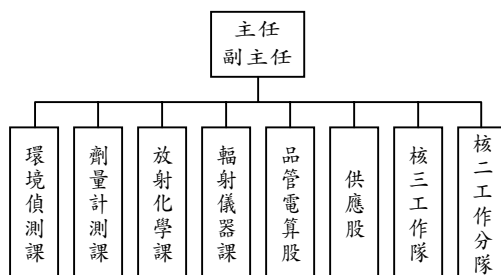 主任
副主任
環境偵測課
劑量計測課
放射化學課
輻射儀器課
品管電算股
供應股
核三工作隊
核二工作分隊